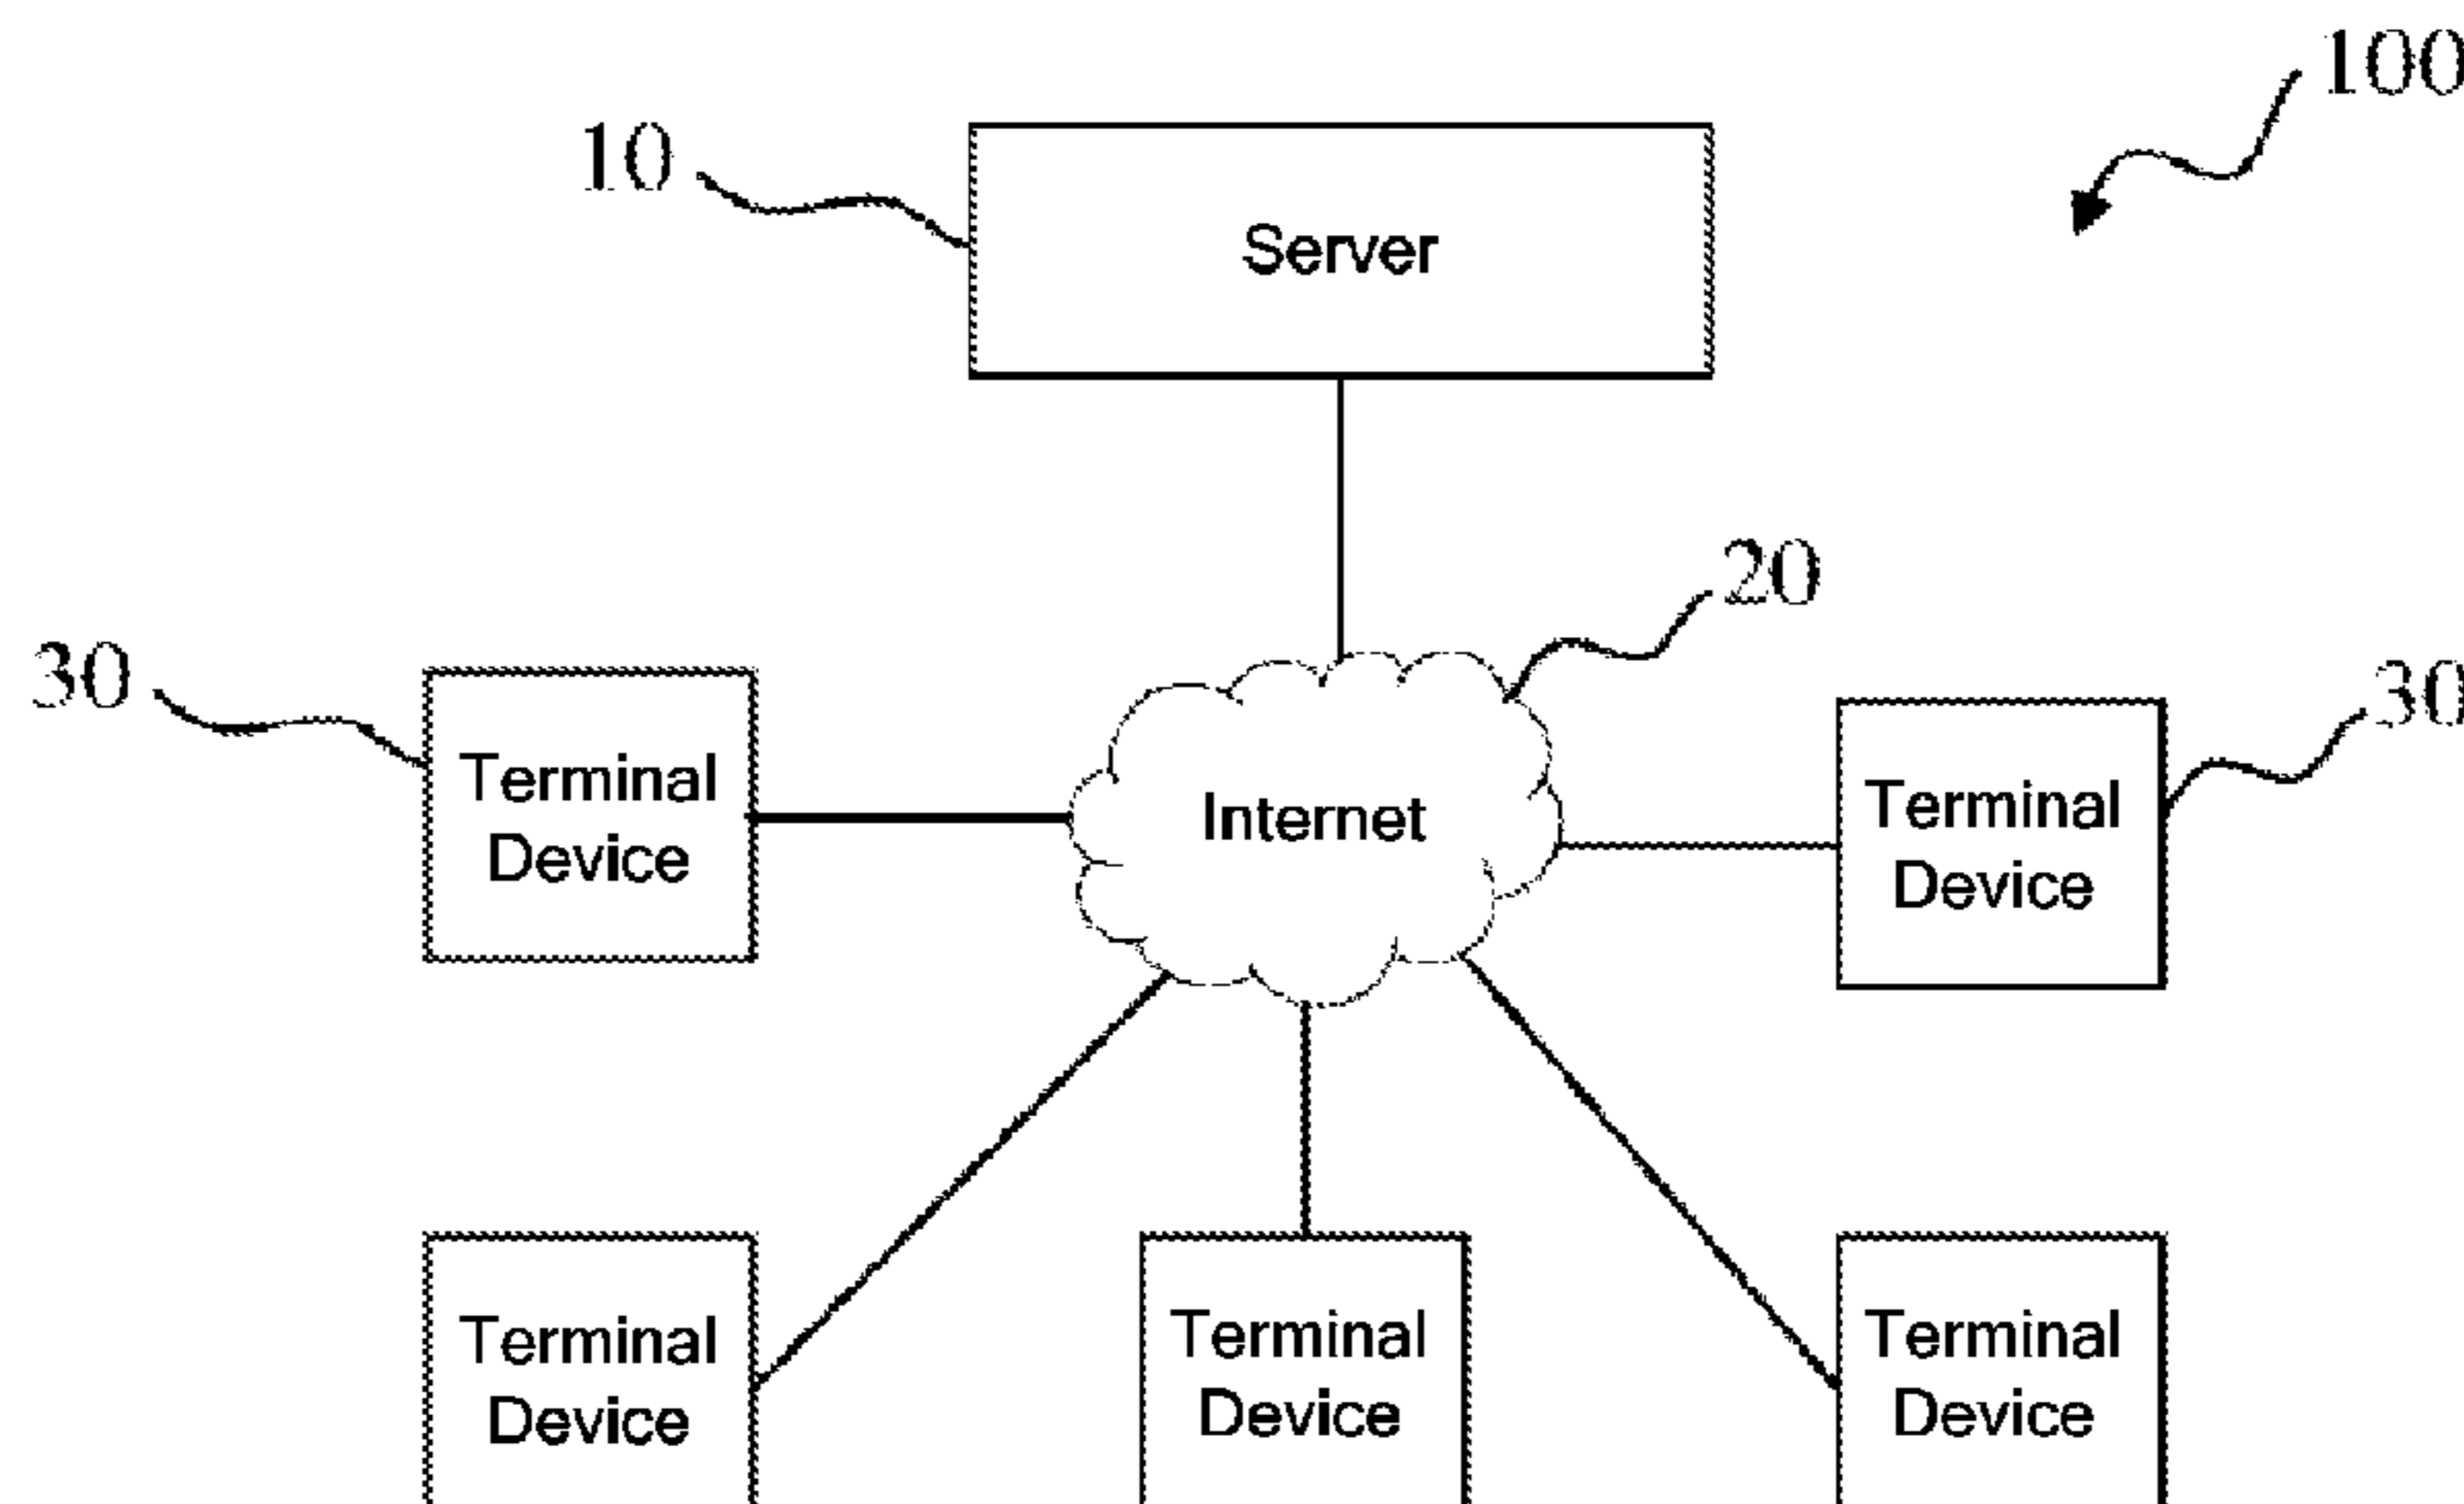 100
10
Server
20
30
30
Terminal
Device
Internet
Terminal
Device
Terminal
Device
Terminal
Device
Terminal
Device